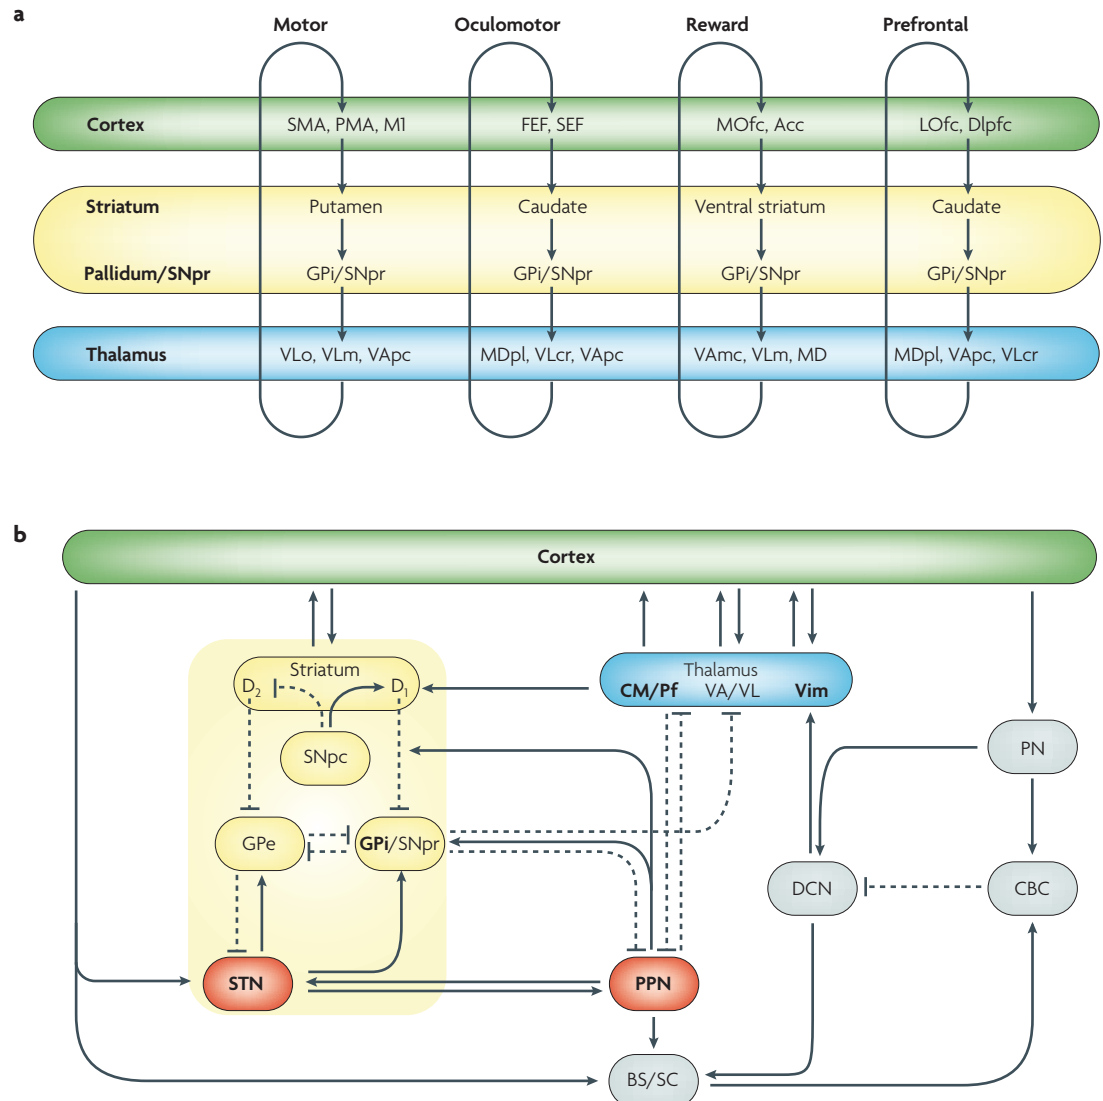 a
Motor Oculomotor Reward Prefrontal
Cortex SMA, PMA, M1 FEF, SEF MOfc, Acc LOfc, Dlpfc
Striatum Putamen Caudate Ventral striatum Caudate
Pallidum/SNpr GPi/SNpr GPi/SNpr GPi/SNpr GPi/SNpr
Thalamus VLo, VLm, VApc MDpl, VLcr, VApc VAmc, VLm, MD MDpl, VApc, VLcr
b
Cortex
Striatum Thalamus
D2 D1 CM/Pf VA/VL Vim
SNpc PN
GPe GPi/SNpr
DCN CBC
STN PPN
BS/SC